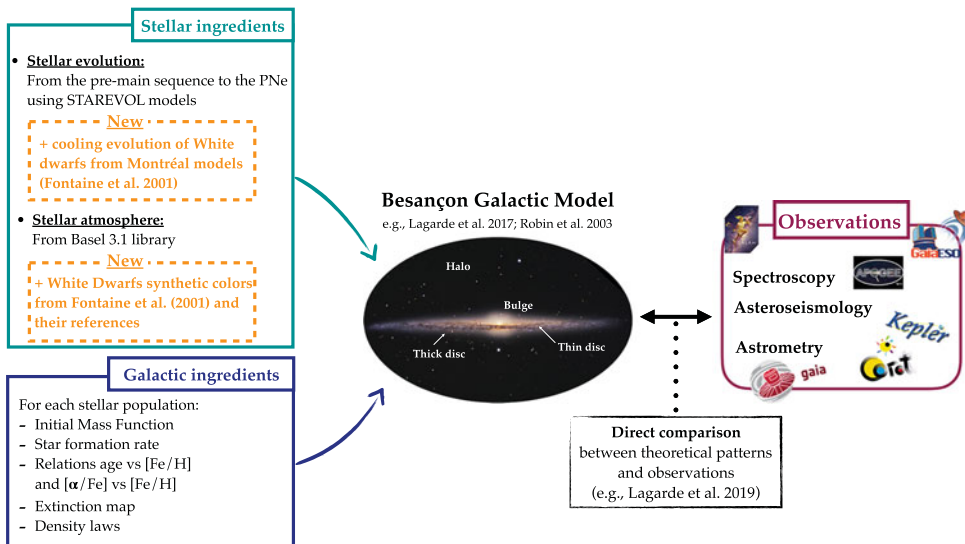 Stellar ingredients
• Stellar evolution:
From the pre-main sequence to the PNe
using STAREVOL models
New
+ cooling evolution of White
dwarfs from Montréal models
(Fontaine et al. 2001)
• Stellar atmosphere:
From Basel 3.1 library
New
+ White Dwarfs synthetic colors
from Fontaine et al. (2001) and
their references
Galactic ingredients
For each stellar population:
- Initial Mass Function
- Star formation rate
- Relations age vs [Fe/H]
and [α/Fe] vs [Fe/H]
- Extinction map
- Density laws
Besançon Galactic Model
e.g., Lagarde et al. 2017; Robin et al. 2003
Halo
Bulge
Thick disc
Thin disc
Observations
GaiaESO
Spectroscopy
APOGEE
Asteroseismology
Kepler
Astrometry
CoRoT
gaia
Direct comparison
between theoretical patterns
and observations
(e.g., Lagarde et al. 2019)